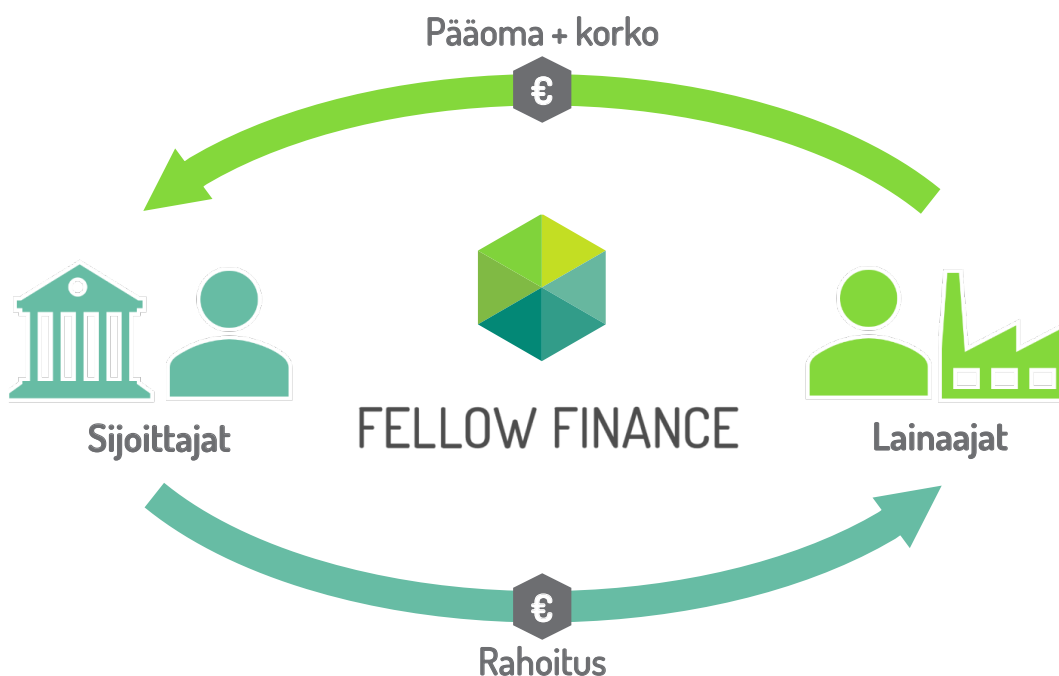 Pääoma + korko
€
Sijoittajat
FELLOW FINANCE
Lainaajat
€
Rahoitus